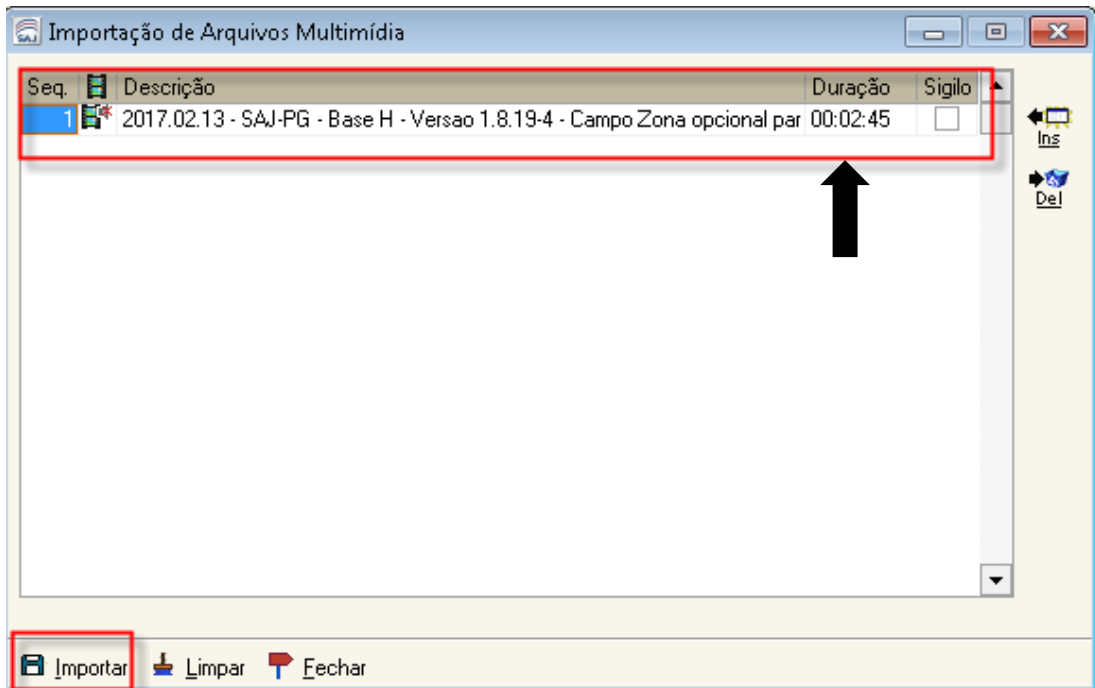 Importação de Arquivos Multimídia
Seq. Descrição Duração Sigilo
1 2017.02.13 - SAJ-PG - Base H - Versao 1.8.19-4 - Campo Zona opcional par 00:02:45
Ins
Del
Importar Limpar Fechar